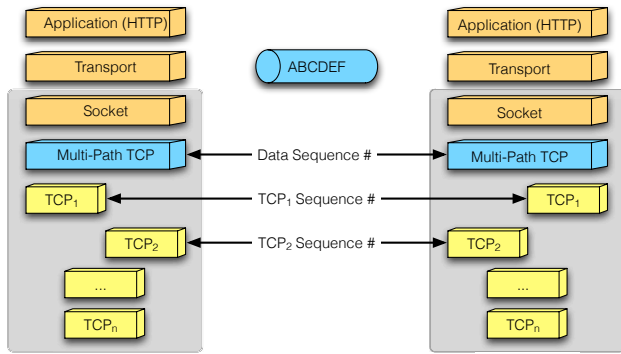 Application (HTTP)
Application (HTTP)
Transport
ABCDEF
Transport
Socket
Socket
Multi-Path TCP
Data Sequence #
Multi-Path TCP
TCP₁
TCP₁ Sequence #
TCP₁
TCP₂
TCP₂ Sequence #
TCP₂
...
...
TCPₙ
TCPₙ